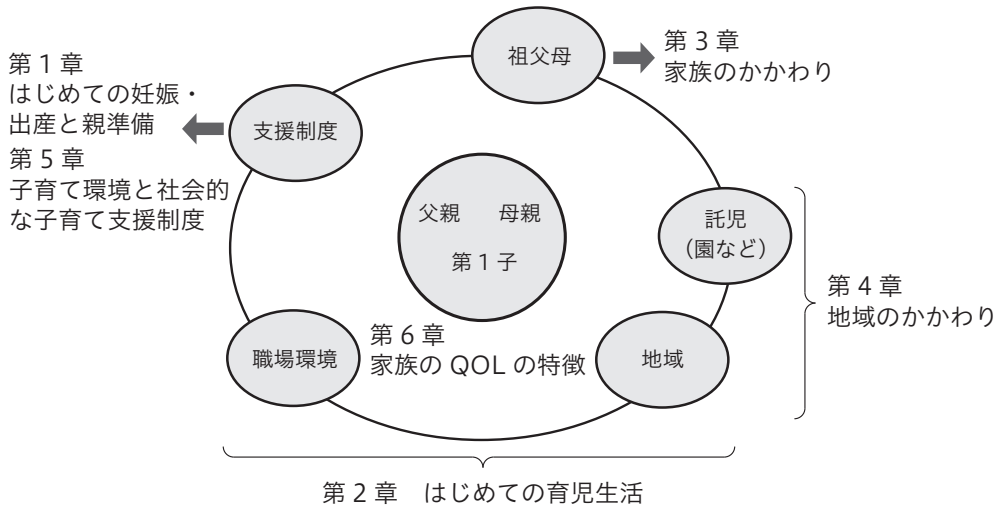 祖父母
第 3 章
家族のかかわり
第 1 章
はじめての妊娠・
出産と親準備
第 5 章
子育て環境と社会的
な子育て支援制度
支援制度
父親 母親
第 1 子
託児
（園など）
第 4 章
地域のかかわり
職場環境
第 6 章
家族の QOL の特徴
地域
第 2 章　はじめての育児生活